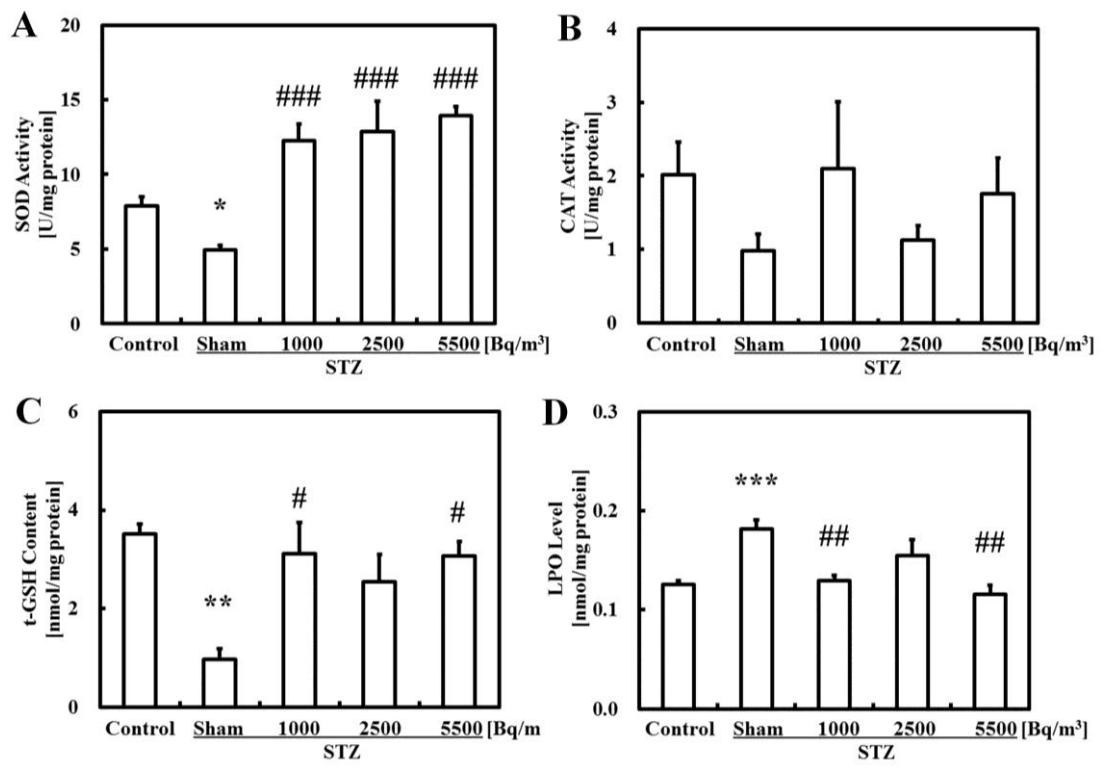 A
20
15
10
5
0
SOD Activity
[U/mg protein]
*
###
###
###
Control Sham 1000 2500 5500 [Bq/m³]
STZ
B
4
3
2
1
0
CAT Activity
[U/mg protein]
Control Sham 1000 2500 5500 [Bq/m³]
STZ
C
6
4
2
0
t-GSH Content
[nmol/mg protein]
**
#
#
Control Sham 1000 2500 5500 [Bq/m
STZ
D
0.3
0.2
0.1
0.0
LPO Level
[nmol/mg protein]
***
##
##
Control Sham 1000 2500 5500 [Bq/m³]
STZ